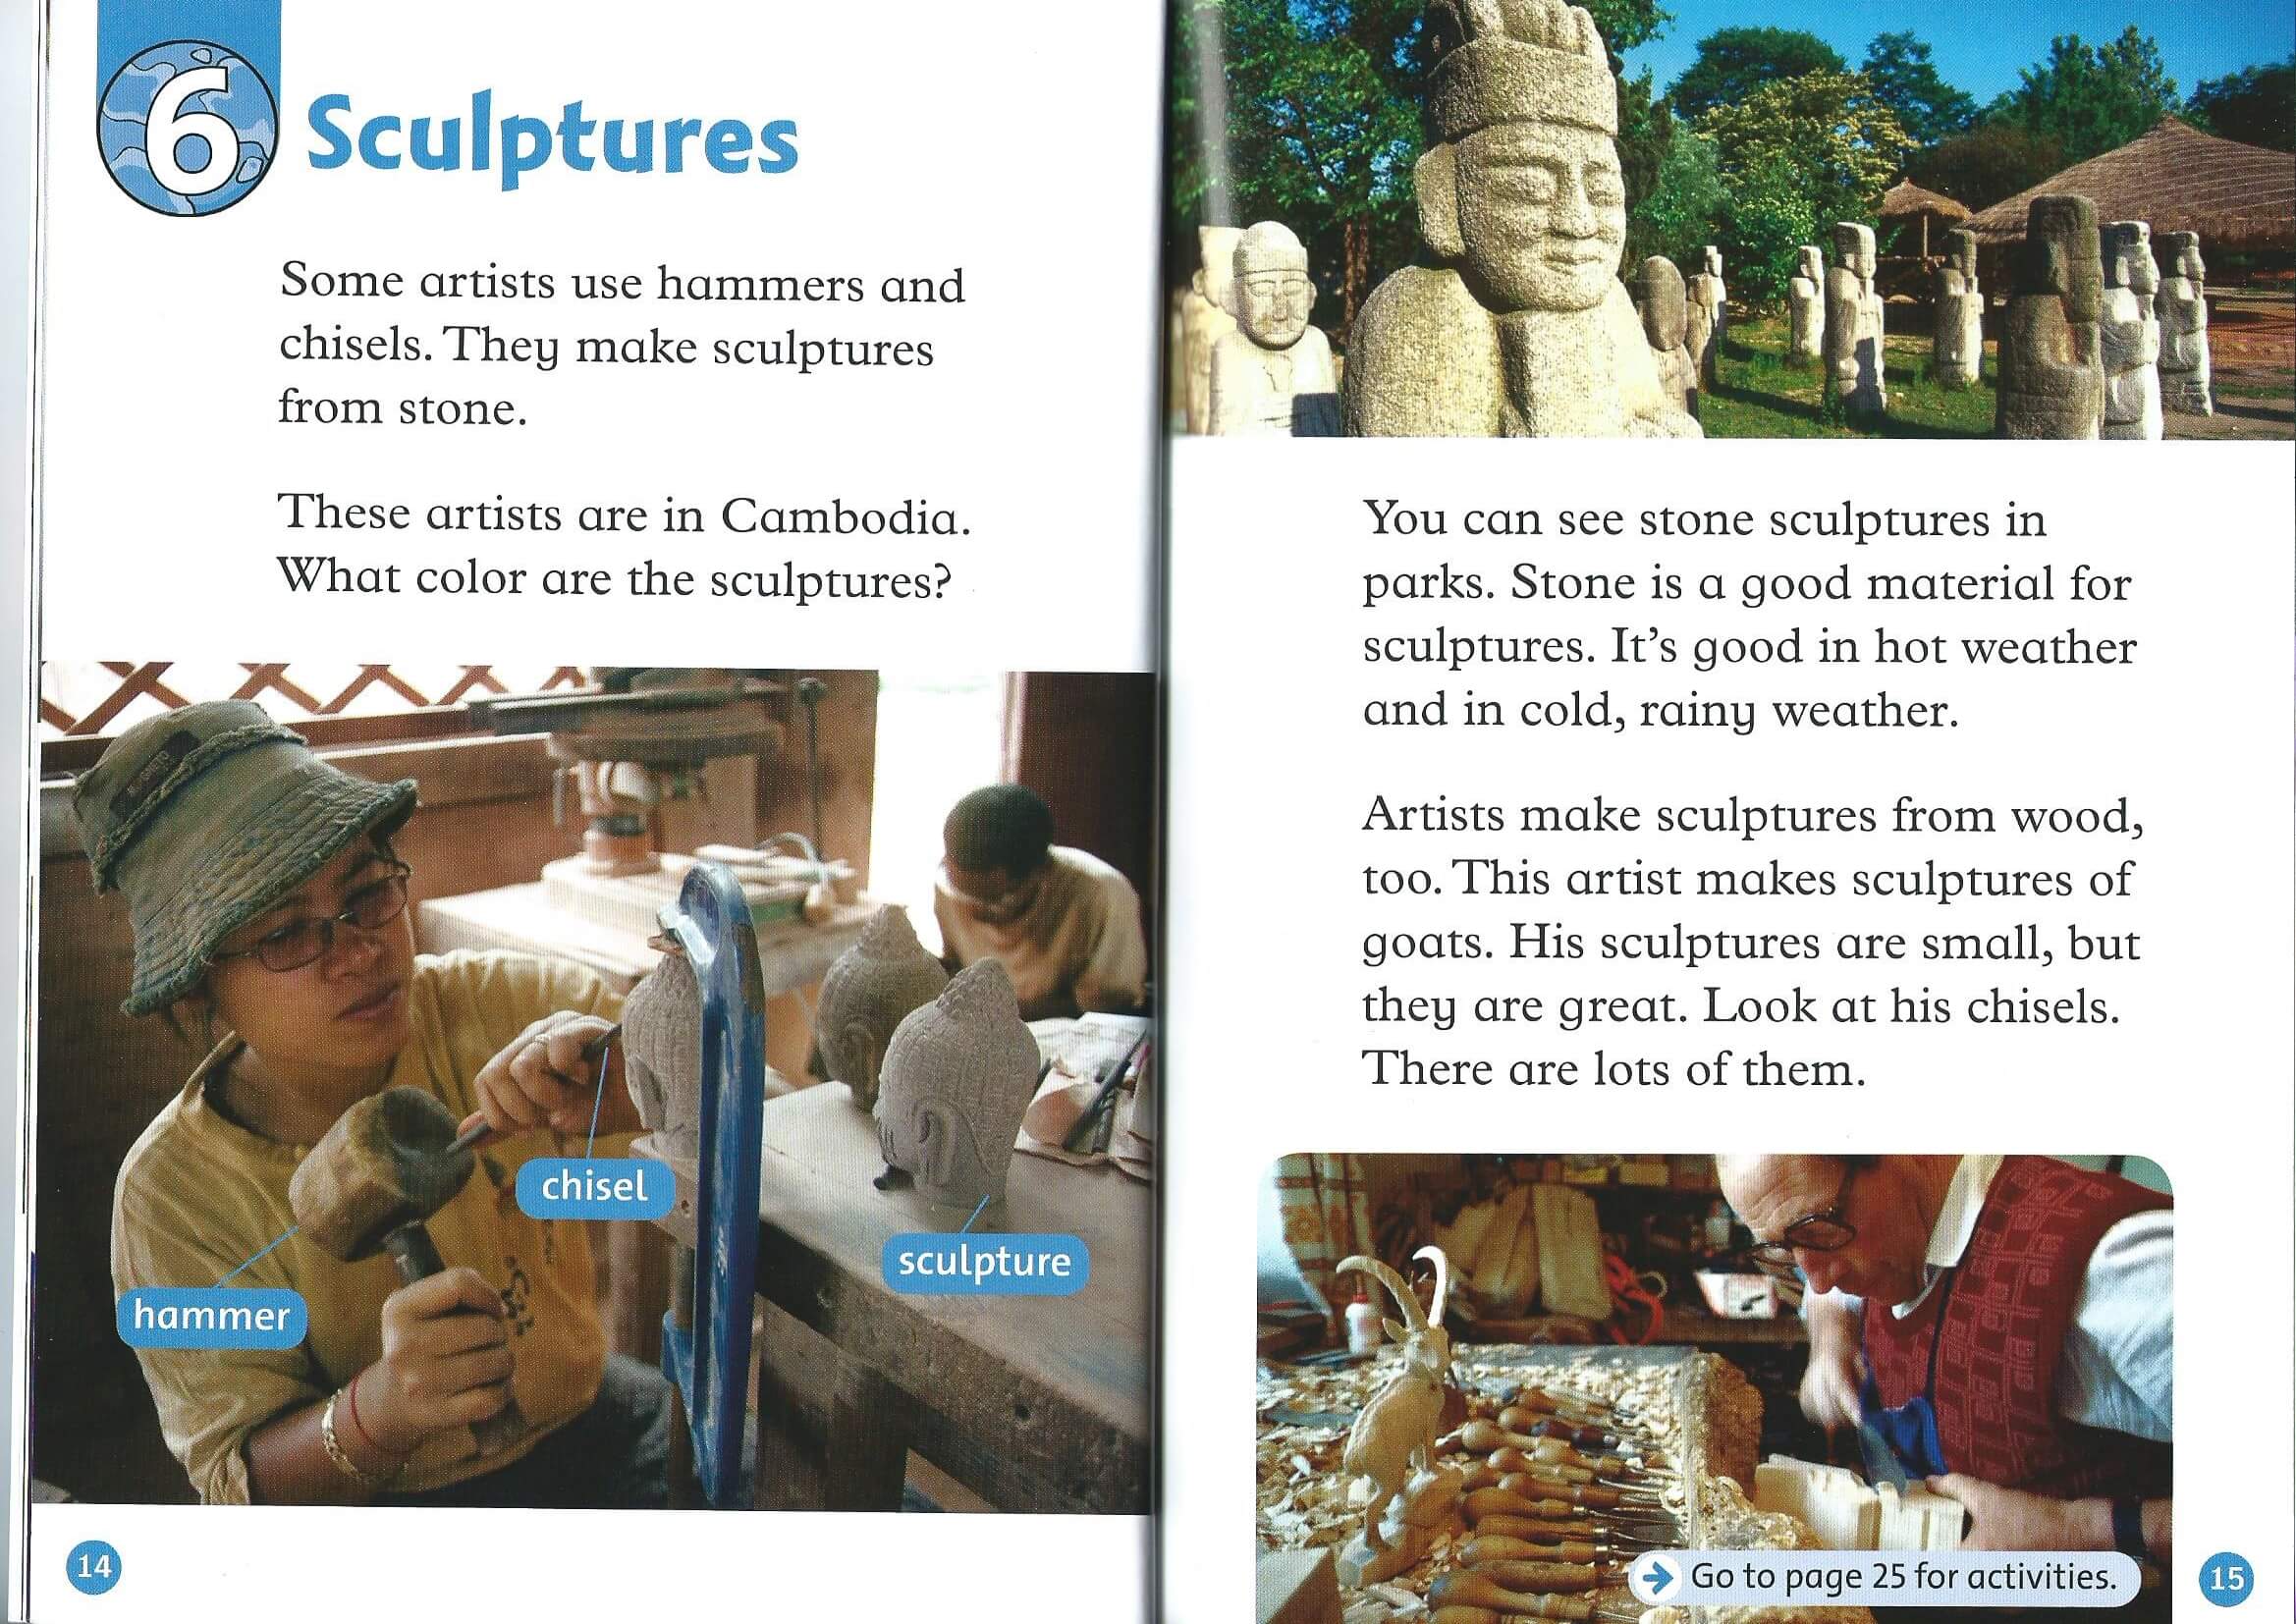 6 Sculptures
Some artists use hammers and
chisels. They make sculptures
from stone.
These artists are in Cambodia.
What color are the sculptures?
chisel
sculpture
hammer
14
You can see stone sculptures in
parks. Stone is a good material for
sculptures. It's good in hot weather
and in cold, rainy weather.
Artists make sculptures from wood,
too. This artist makes sculptures of
goats. His sculptures are small, but
they are great. Look at his chisels.
There are lots of them.
Go to page 25 for activities.
15